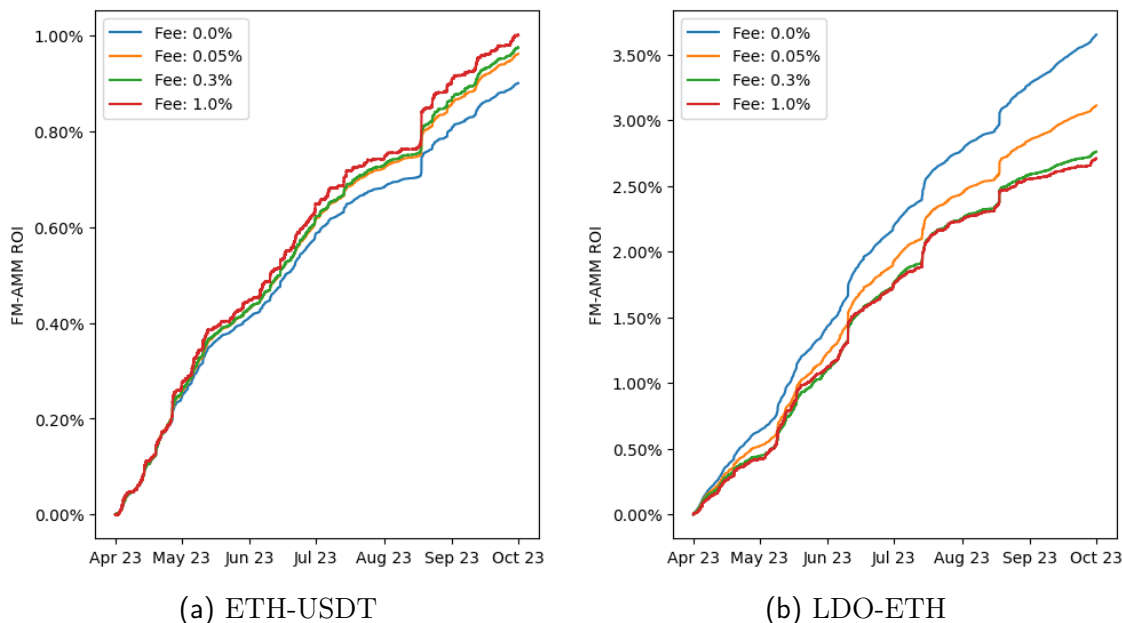 1.00%
0.80%
0.60%
0.40%
0.20%
0.00%
FM-AMM ROI
Fee: 0.0%
Fee: 0.05%
Fee: 0.3%
Fee: 1.0%
Apr 23 May 23 Jun 23 Jul 23 Aug 23 Sep 23 Oct 23
(a) ETH-USDT
3.50%
3.00%
2.50%
2.00%
1.50%
1.00%
0.50%
0.00%
FM-AMM ROI
Fee: 0.0%
Fee: 0.05%
Fee: 0.3%
Fee: 1.0%
Apr 23 May 23 Jun 23 Jul 23 Aug 23 Sep 23 Oct 23
(b) LDO-ETH